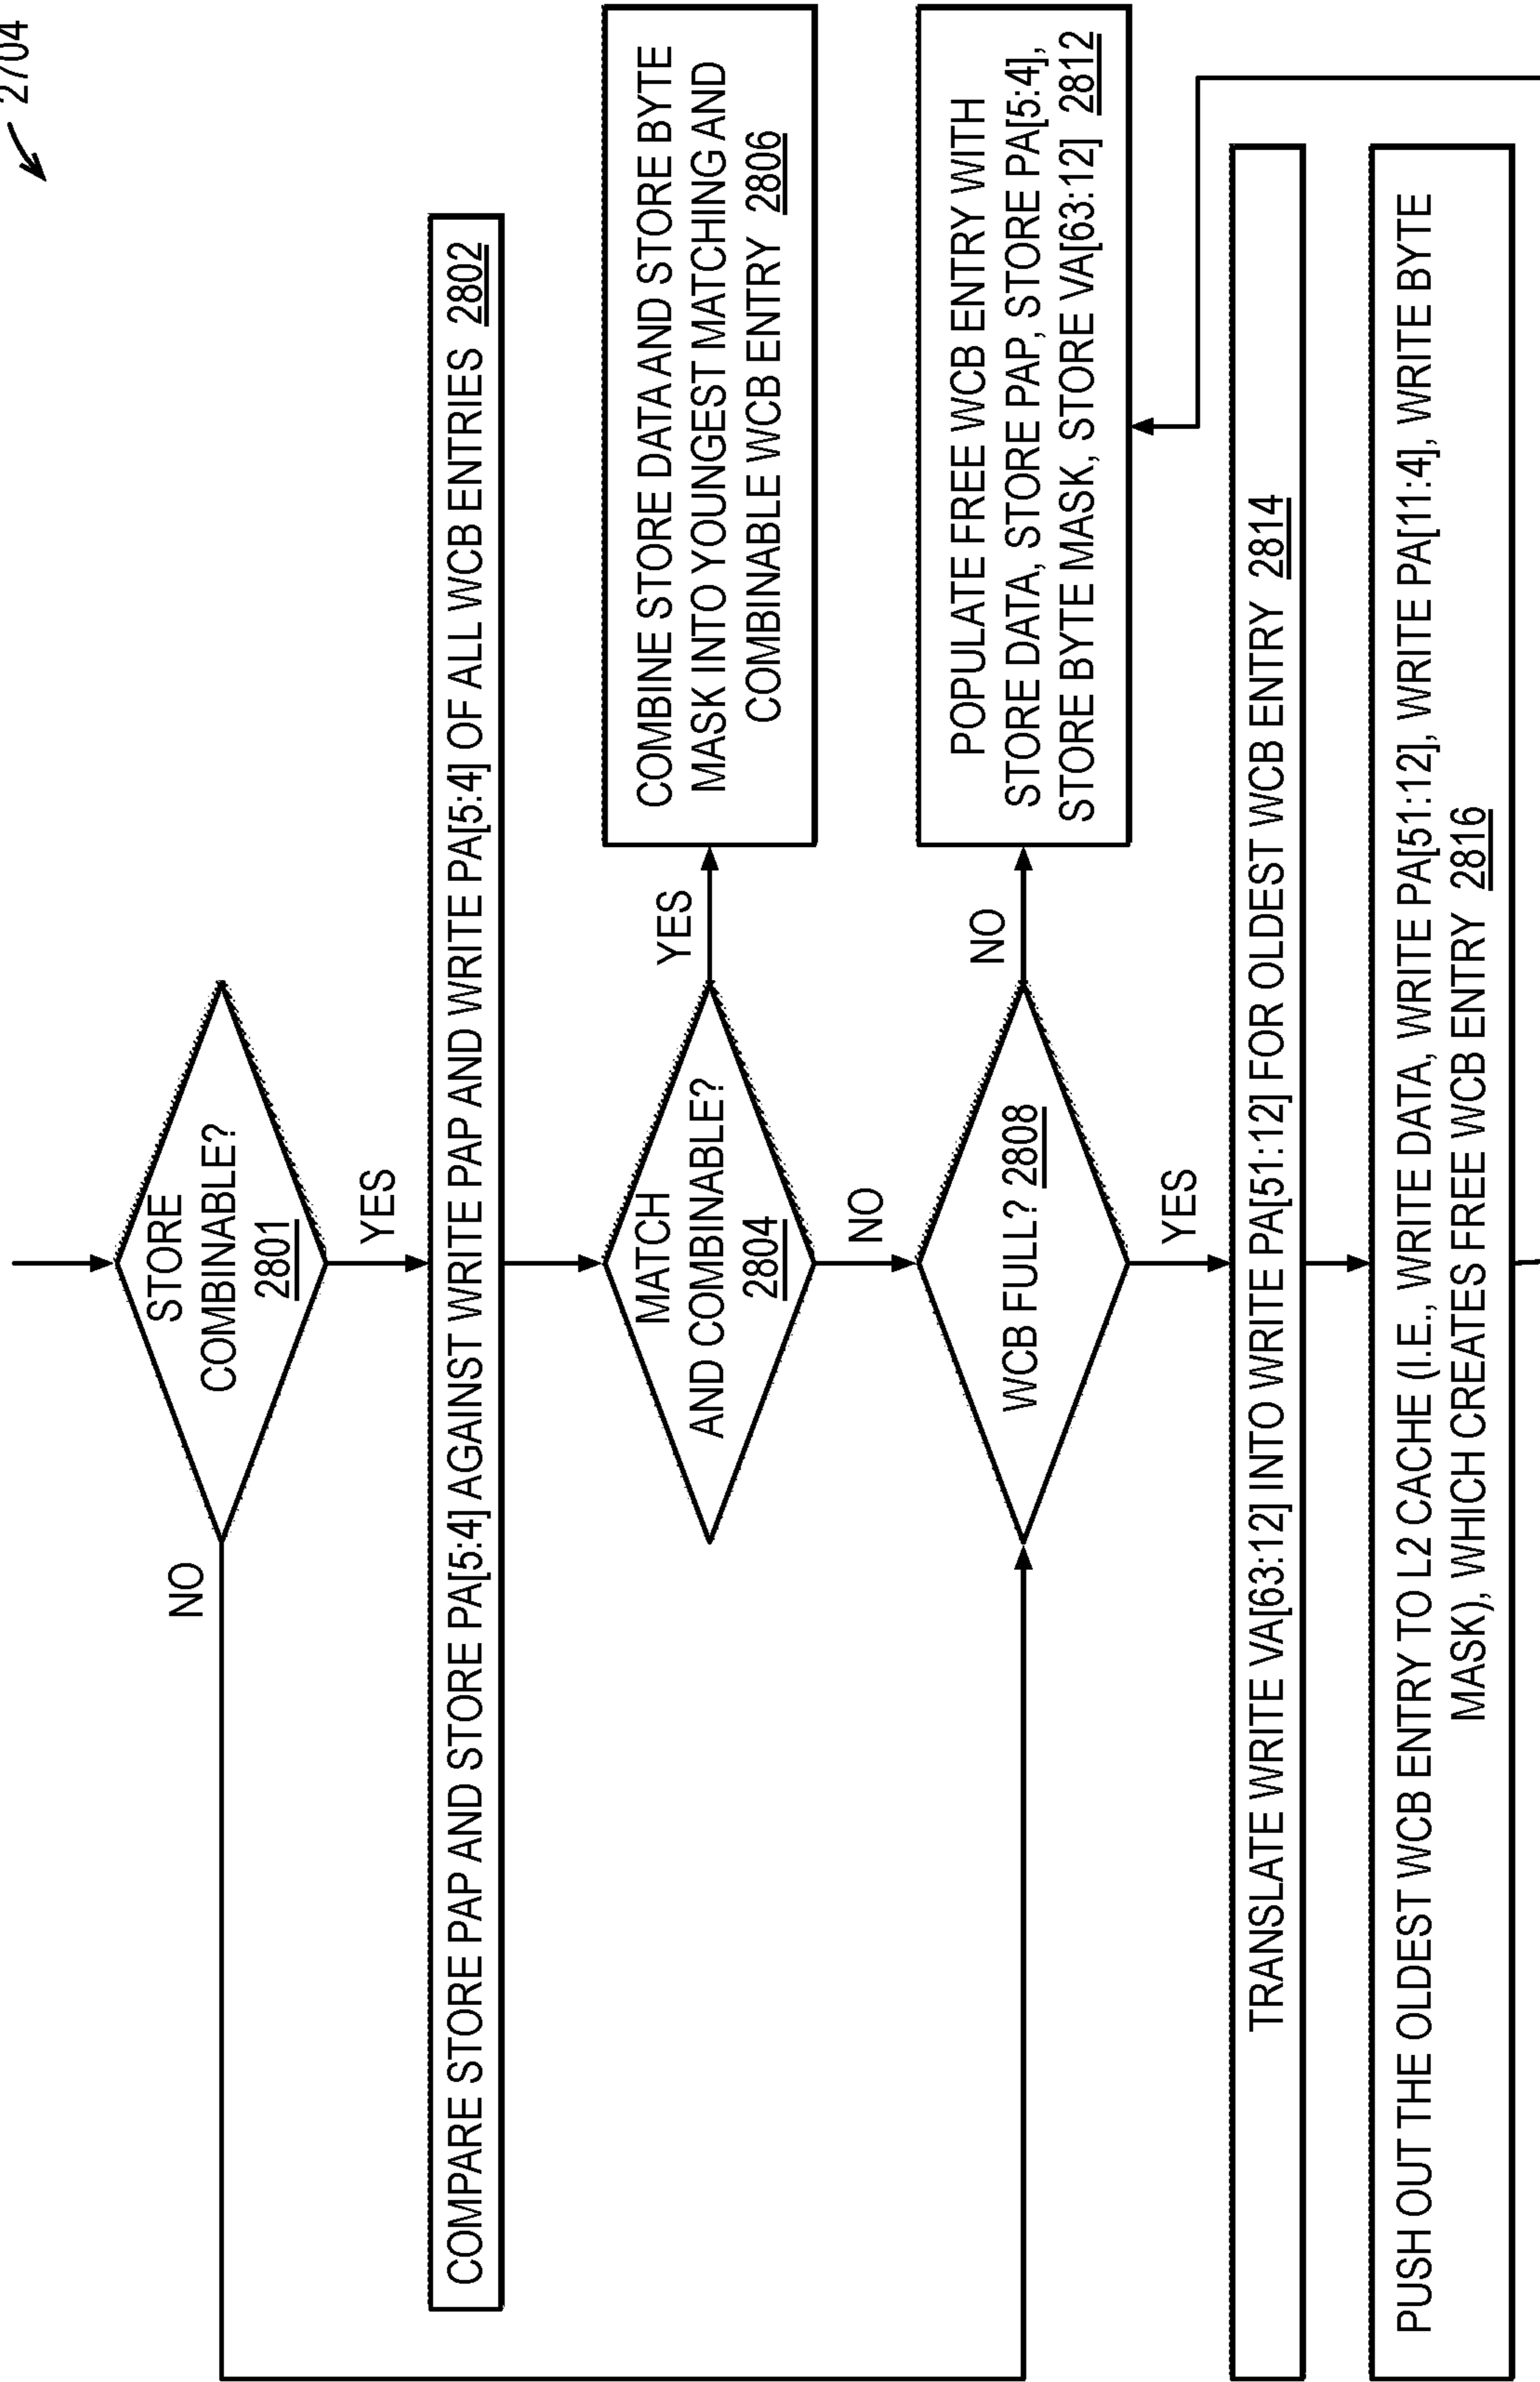 2704
STORE
COMBINABLE?
2801
NO
YES
COMPARE STORE PAP AND STORE PA[5:4] AGAINST WRITE PAP AND WRITE PA[5:4] OF ALL WCB ENTRIES 2802
MATCH
AND COMBINABLE?
2804
YES
COMBINE STORE DATA AND STORE BYTE
MASK INTO YOUNGEST MATCHING AND
COMBINABLE WCB ENTRY 2806
NO
WCB FULL? 2808
NO
POPULATE FREE WCB ENTRY WITH
STORE DATA, STORE PAP, STORE PA[5:4],
STORE BYTE MASK, STORE VA[63:12] 2812
YES
TRANSLATE WRITE VA[63:12] INTO WRITE PA[51:12] FOR OLDEST WCB ENTRY 2814
PUSH OUT THE OLDEST WCB ENTRY TO L2 CACHE (I.E., WRITE DATA, WRITE PA[51:12], WRITE PA[11:4], WRITE BYTE
MASK), WHICH CREATES FREE WCB ENTRY 2816